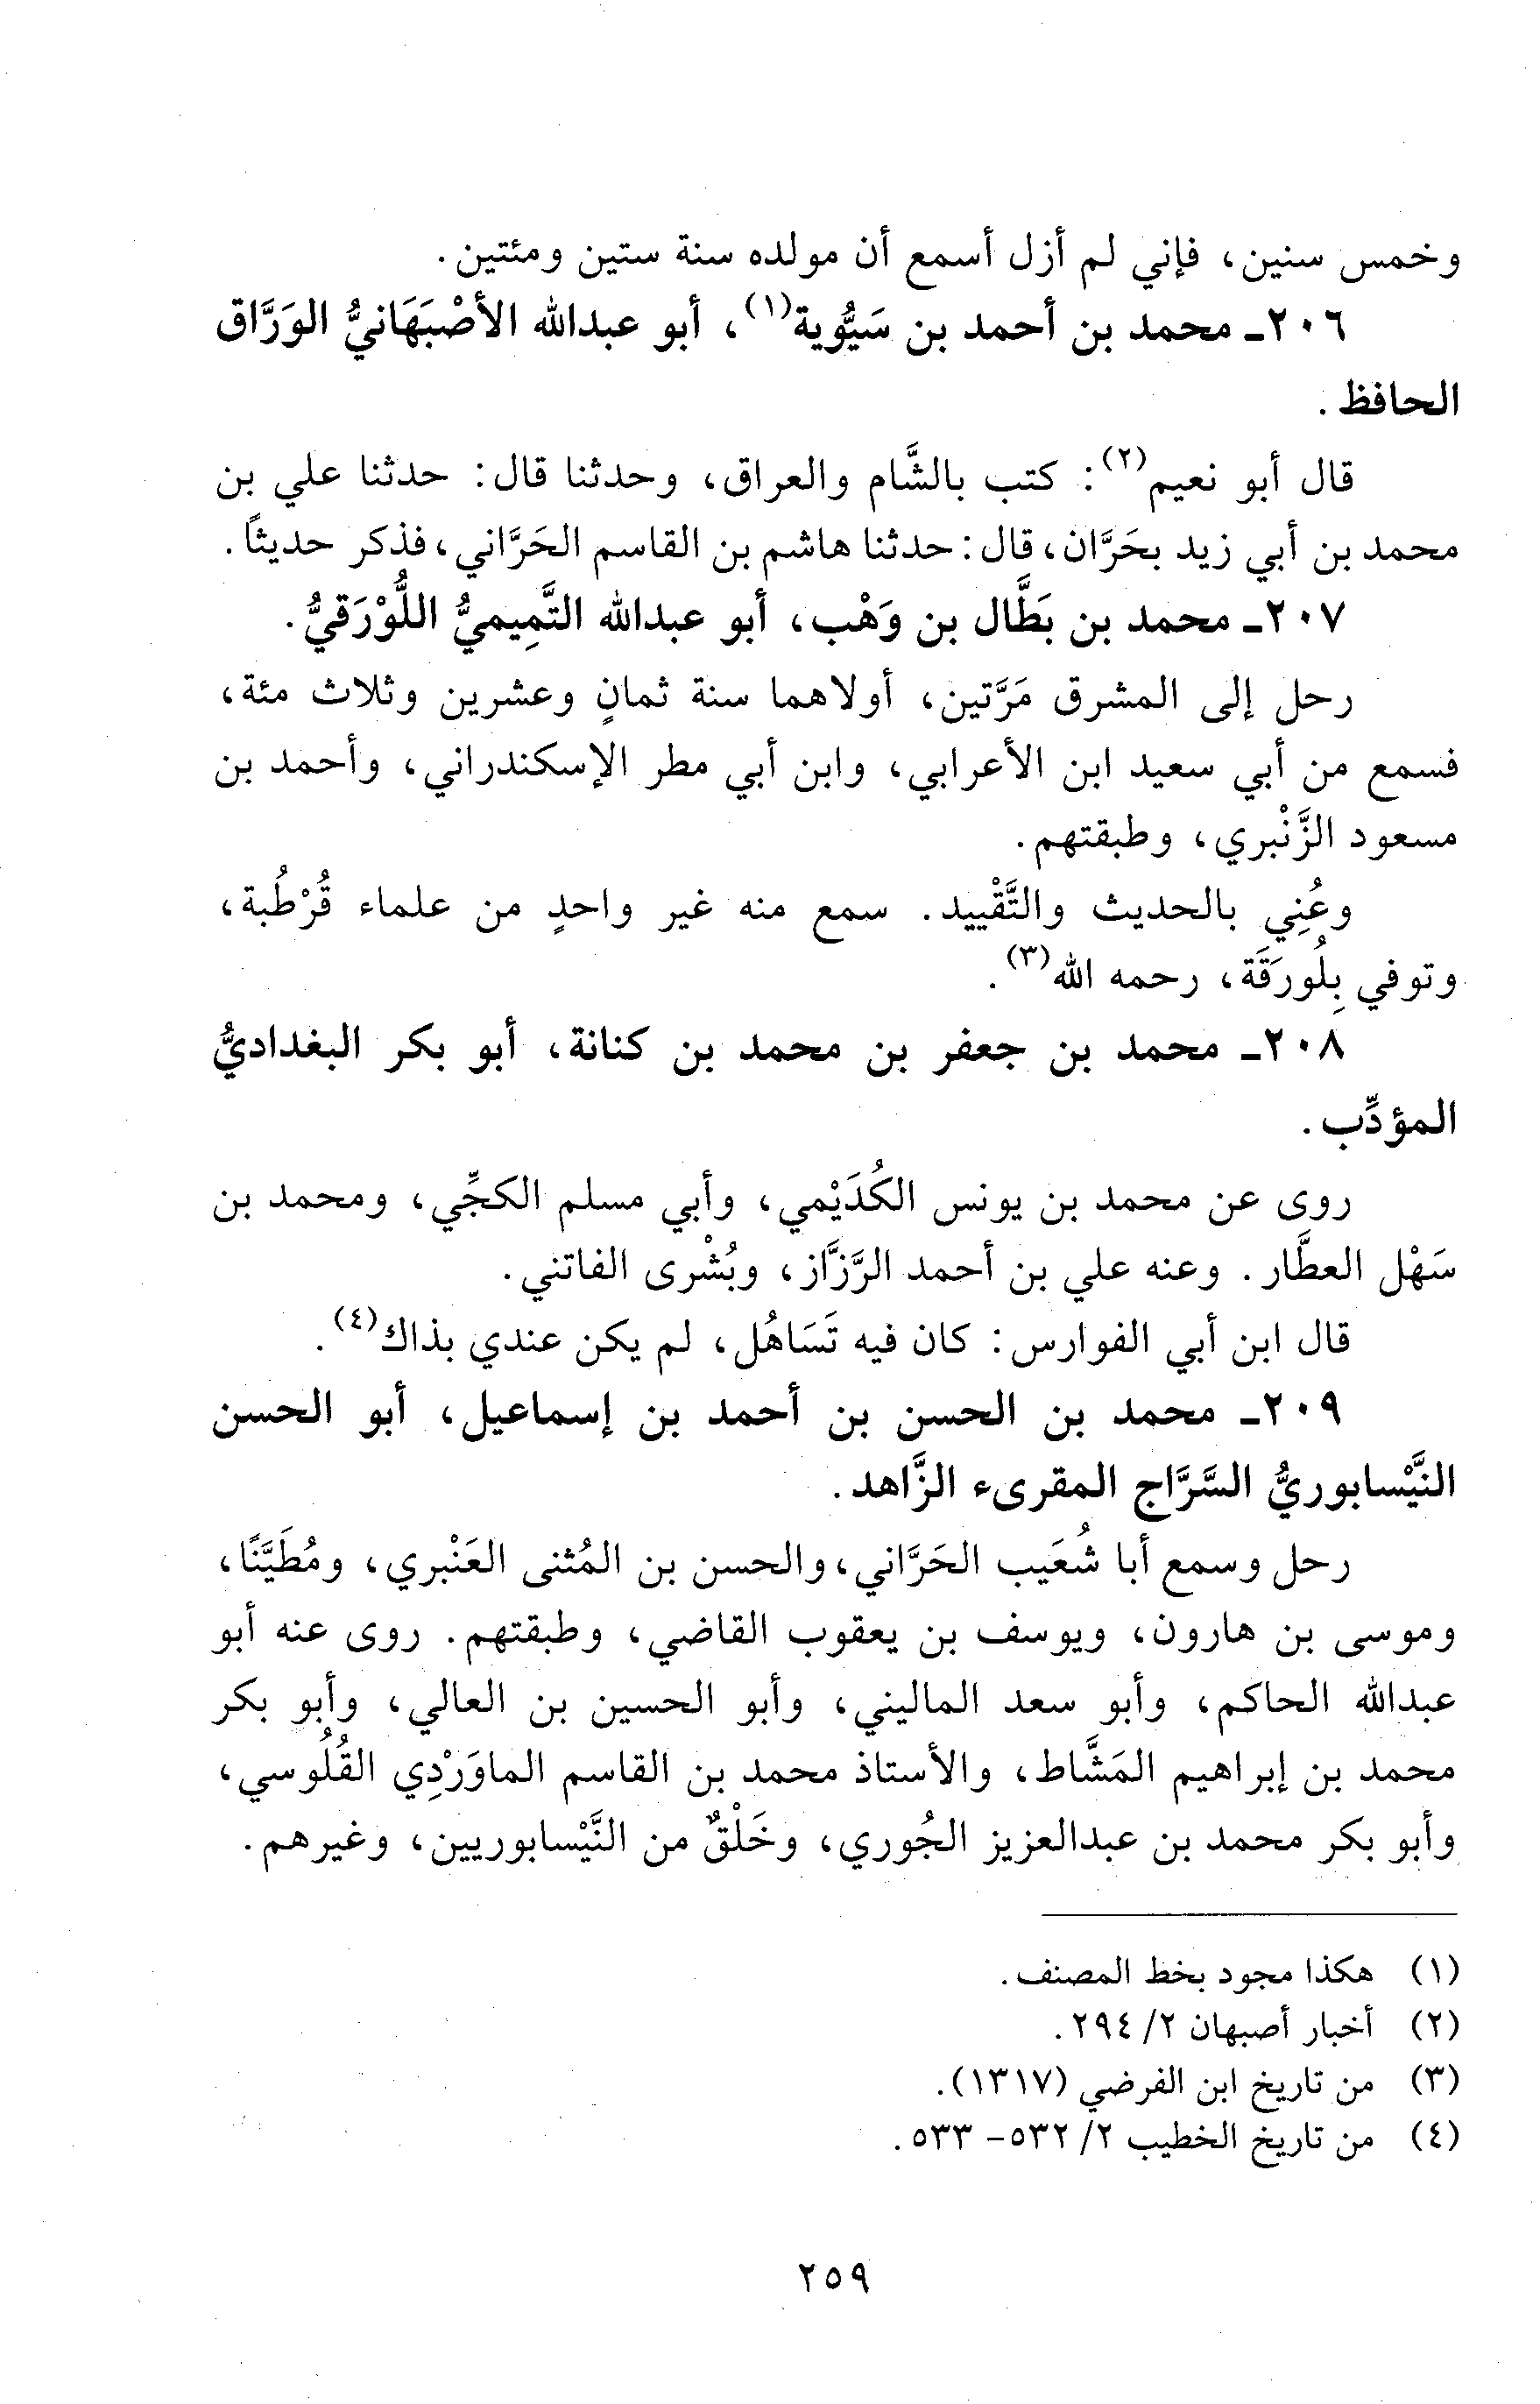 وخمس سنين، فإني لم أزل أسمع أن مولده سنة ستين ومئتين.
٢٠٦ـ محمد بن أحمد بن سَيُّوية(١)، أبو عبدالله الأصْبَهَانيُّ الوَرَّاق
الحافظ.
قال أبو نعيم(٢): كتب بالشَّام والعراق، وحدثنا قال: حدثنا علي بن
محمد بن أبي زيد بحَرَّان، قال: حدثنا هاشم بن القاسم الحَرَّاني، فذكر حديثًا.
٢٠٧ـ محمد بن بَطَّال بن وَهْب، أبو عبدالله التَّمِيميُّ اللُّوْرَقيُّ.
رحل إلى المشرق مَرَّتين، أولاهما سنة ثمانٍ وعشرين وثلاث مئة،
فسمع من أبي سعيد ابن الأعرابي، وابن أبي مطر الإسكندراني، وأحمد بن
مسعود الزَّنْبري، وطبقتهم.
وعُنِي بالحديث والتَّقْييد. سمع منه غير واحدٍ من علماء قُرْطُبة،
وتوفي بِلُورَقَة، رحمه الله(٣).
٢٠٨ـ محمد بن جعفر بن محمد بن كنانة، أبو بكر البغداديُّ
المؤدِّب.
روى عن محمد بن يونس الكُدَيْمي، وأبي مسلم الكجِّي، ومحمد بن
سَهْل العطَّار. وعنه علي بن أحمد الرَّزَّاز، وبُشْرى الفاتني.
قال ابن أبي الفوارس: كان فيه تَسَاهُل، لم يكن عندي بذاك(٤).
٢٠٩ـ محمد بن الحسن بن أحمد بن إسماعيل، أبو الحسن
النَّيْسابوريُّ السَّرَّاج المقرىء الزَّاهد.
رحل وسمع أبا شُعَيب الحَرَّاني، والحسن بن المُثنى العَنْبري، ومُطَيَّنًا،
وموسى بن هارون، ويوسف بن يعقوب القاضي، وطبقتهم. روى عنه أبو
عبدالله الحاكم، وأبو سعد الماليني، وأبو الحسين بن العالي، وأبو بكر
محمد بن إبراهيم المَشَّاط، والأستاذ محمد بن القاسم الماوَرْدِي القُلُوسي،
وأبو بكر محمد بن عبدالعزيز الجُوري، وخَلْقٌ من النَّيْسابوريين، وغيرهم.
(١) هكذا مجود بخط المصنف.
(٢) أخبار أصبهان ٢/ ٢٩٤.
(٣) من تاريخ ابن الفرضي (١٣١٧).
(٤) من تاريخ الخطيب ٢/ ٥٣٢- ٥٣٣.
٢٥٩